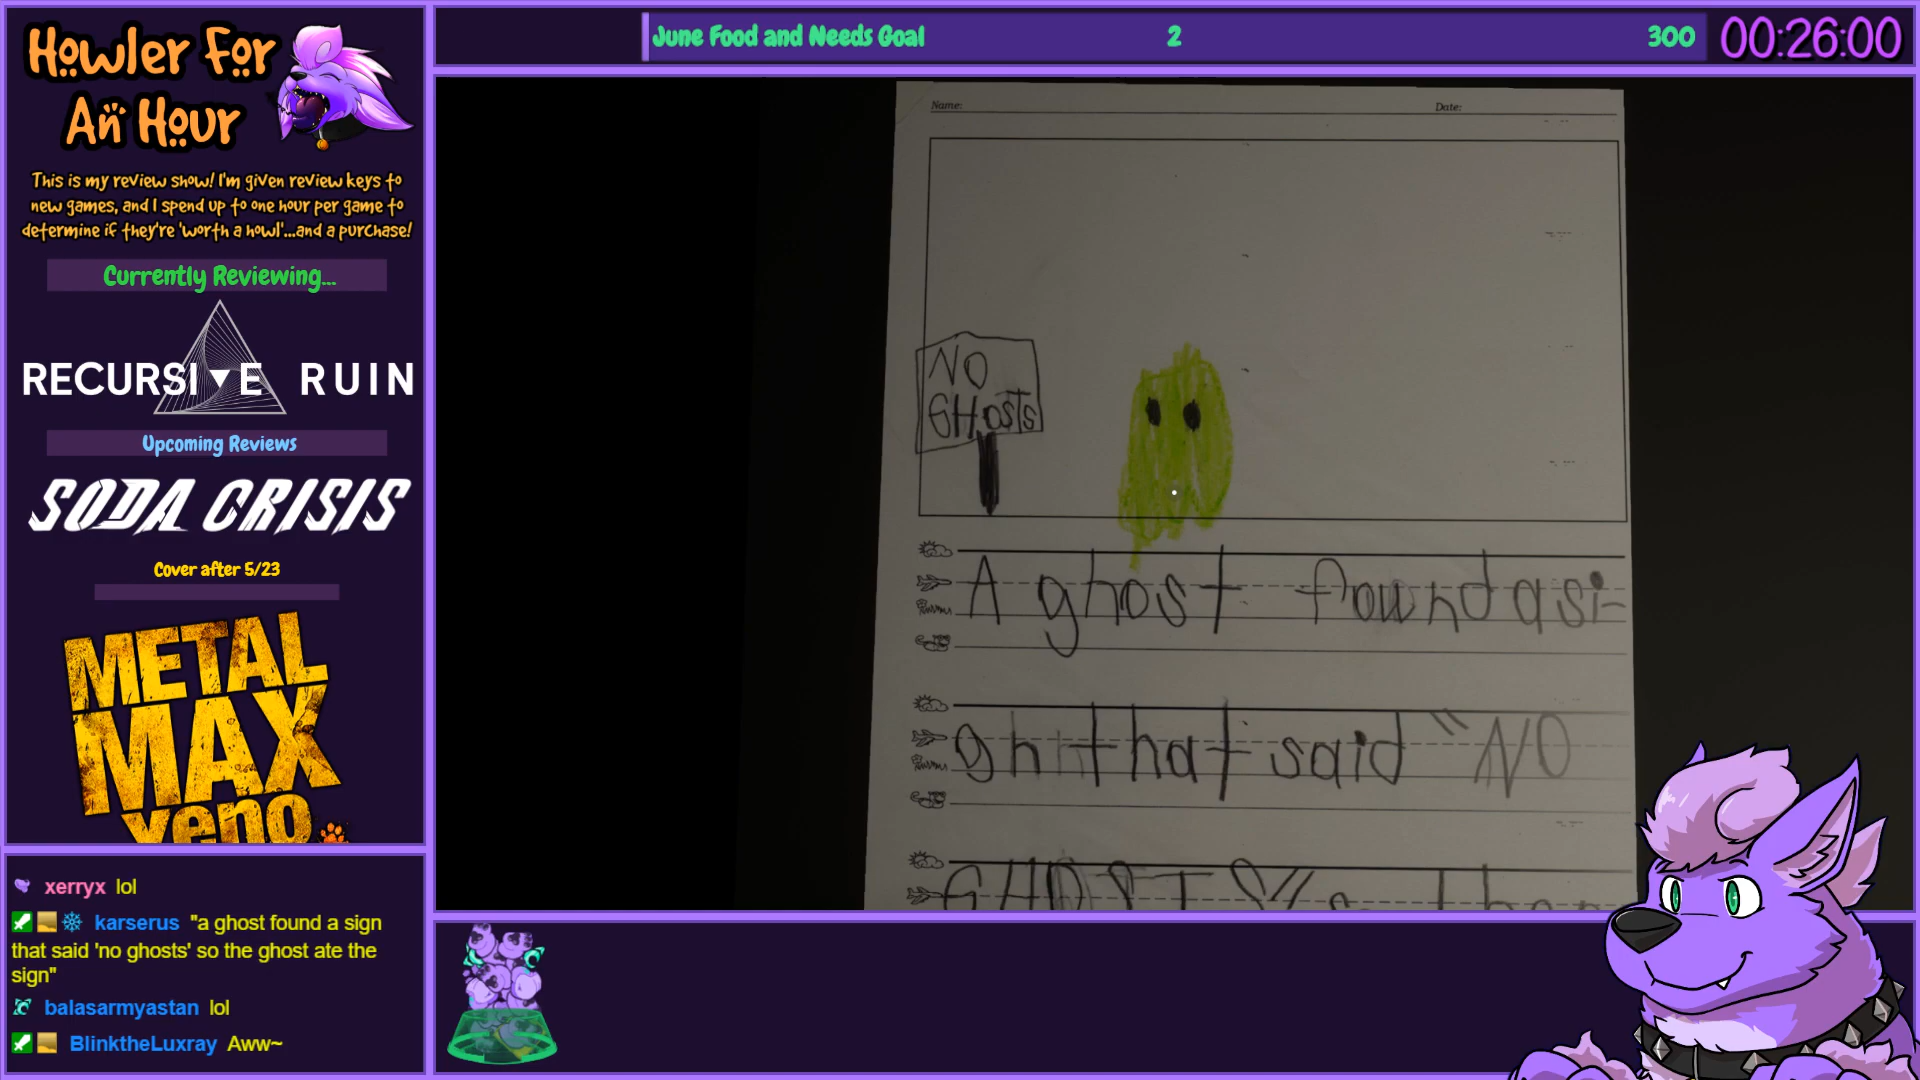 Howler For
An Hour
This is my review show! I'm given review keys to
new games, and I spend up to one hour per game to
determine if they're 'worth a howl'...and a purchase!
Currently Reviewing...
RECURSIVE RUIN
Upcoming Reviews
SODA CRISIS
Cover after 5/23
METAL
MAX
xeno
xerryx lol
karserus "a ghost found a sign
that said 'no ghosts' so the ghost ate the
sign"
balasarmyastan lol
BlinktheLuxray Aww~
June Food and Needs Goal 2 300 00:26:00
Name: Date:
NO
GHosTs
A ghost found a si-
gn that said "NO
GHOSTS"